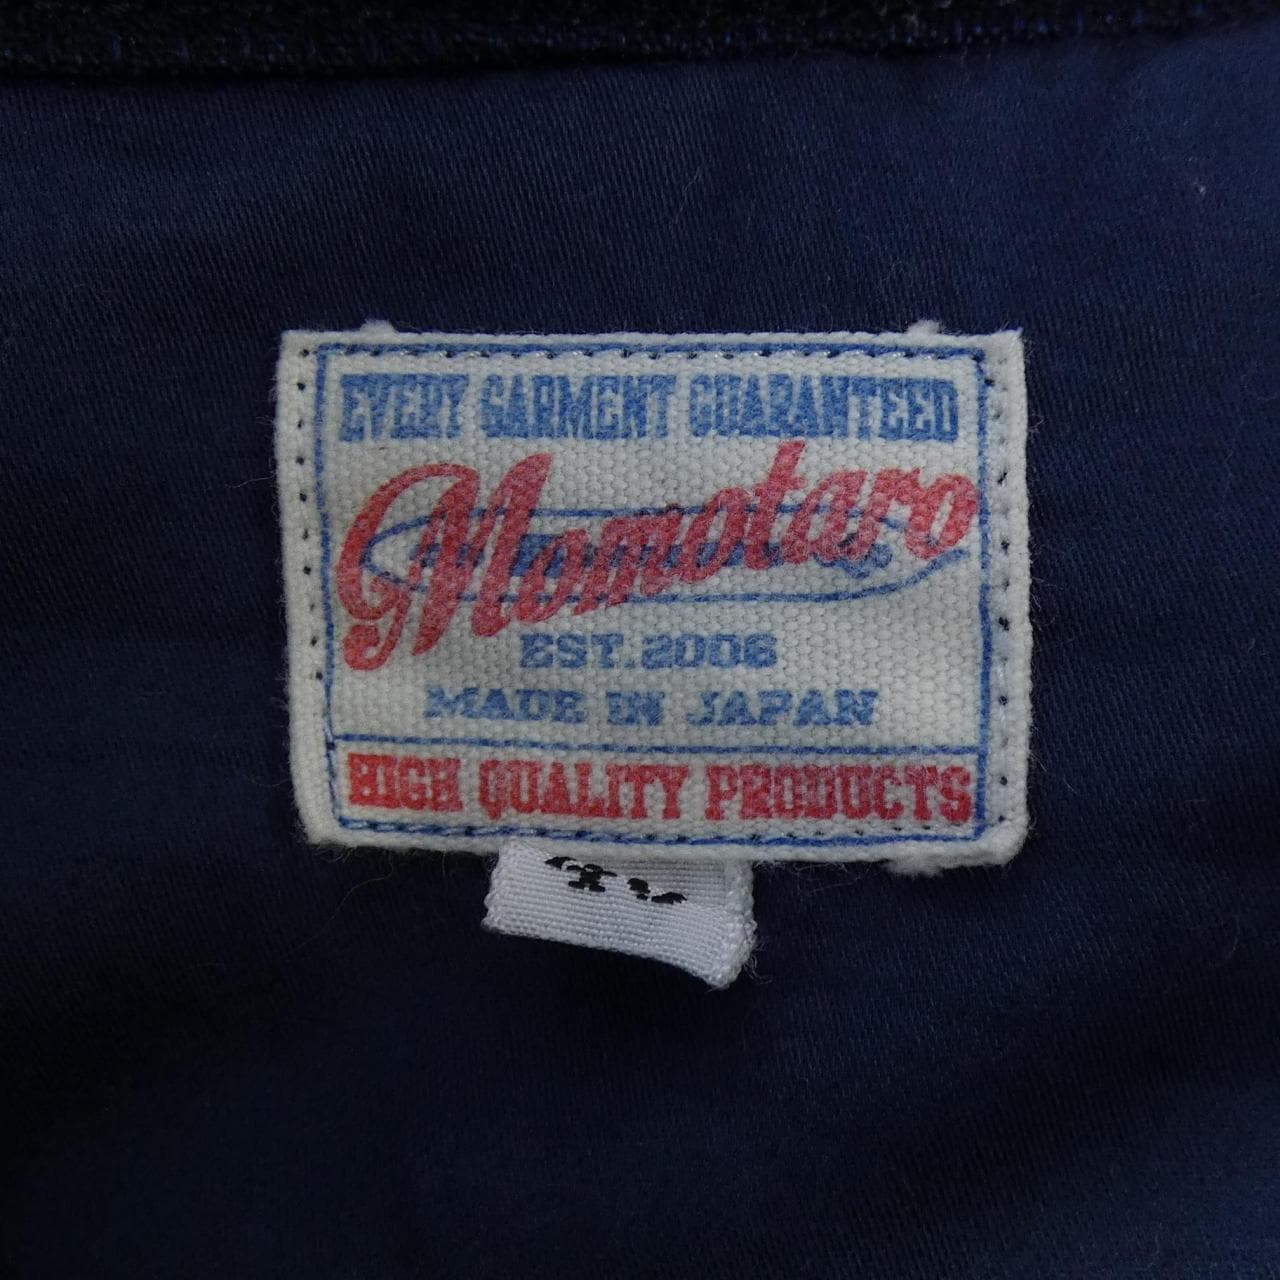 EVERY GARMENT GUARANTEED
Momotaro
EST.2006
MADE IN JAPAN
HIGH QUALITY PRODUCTS